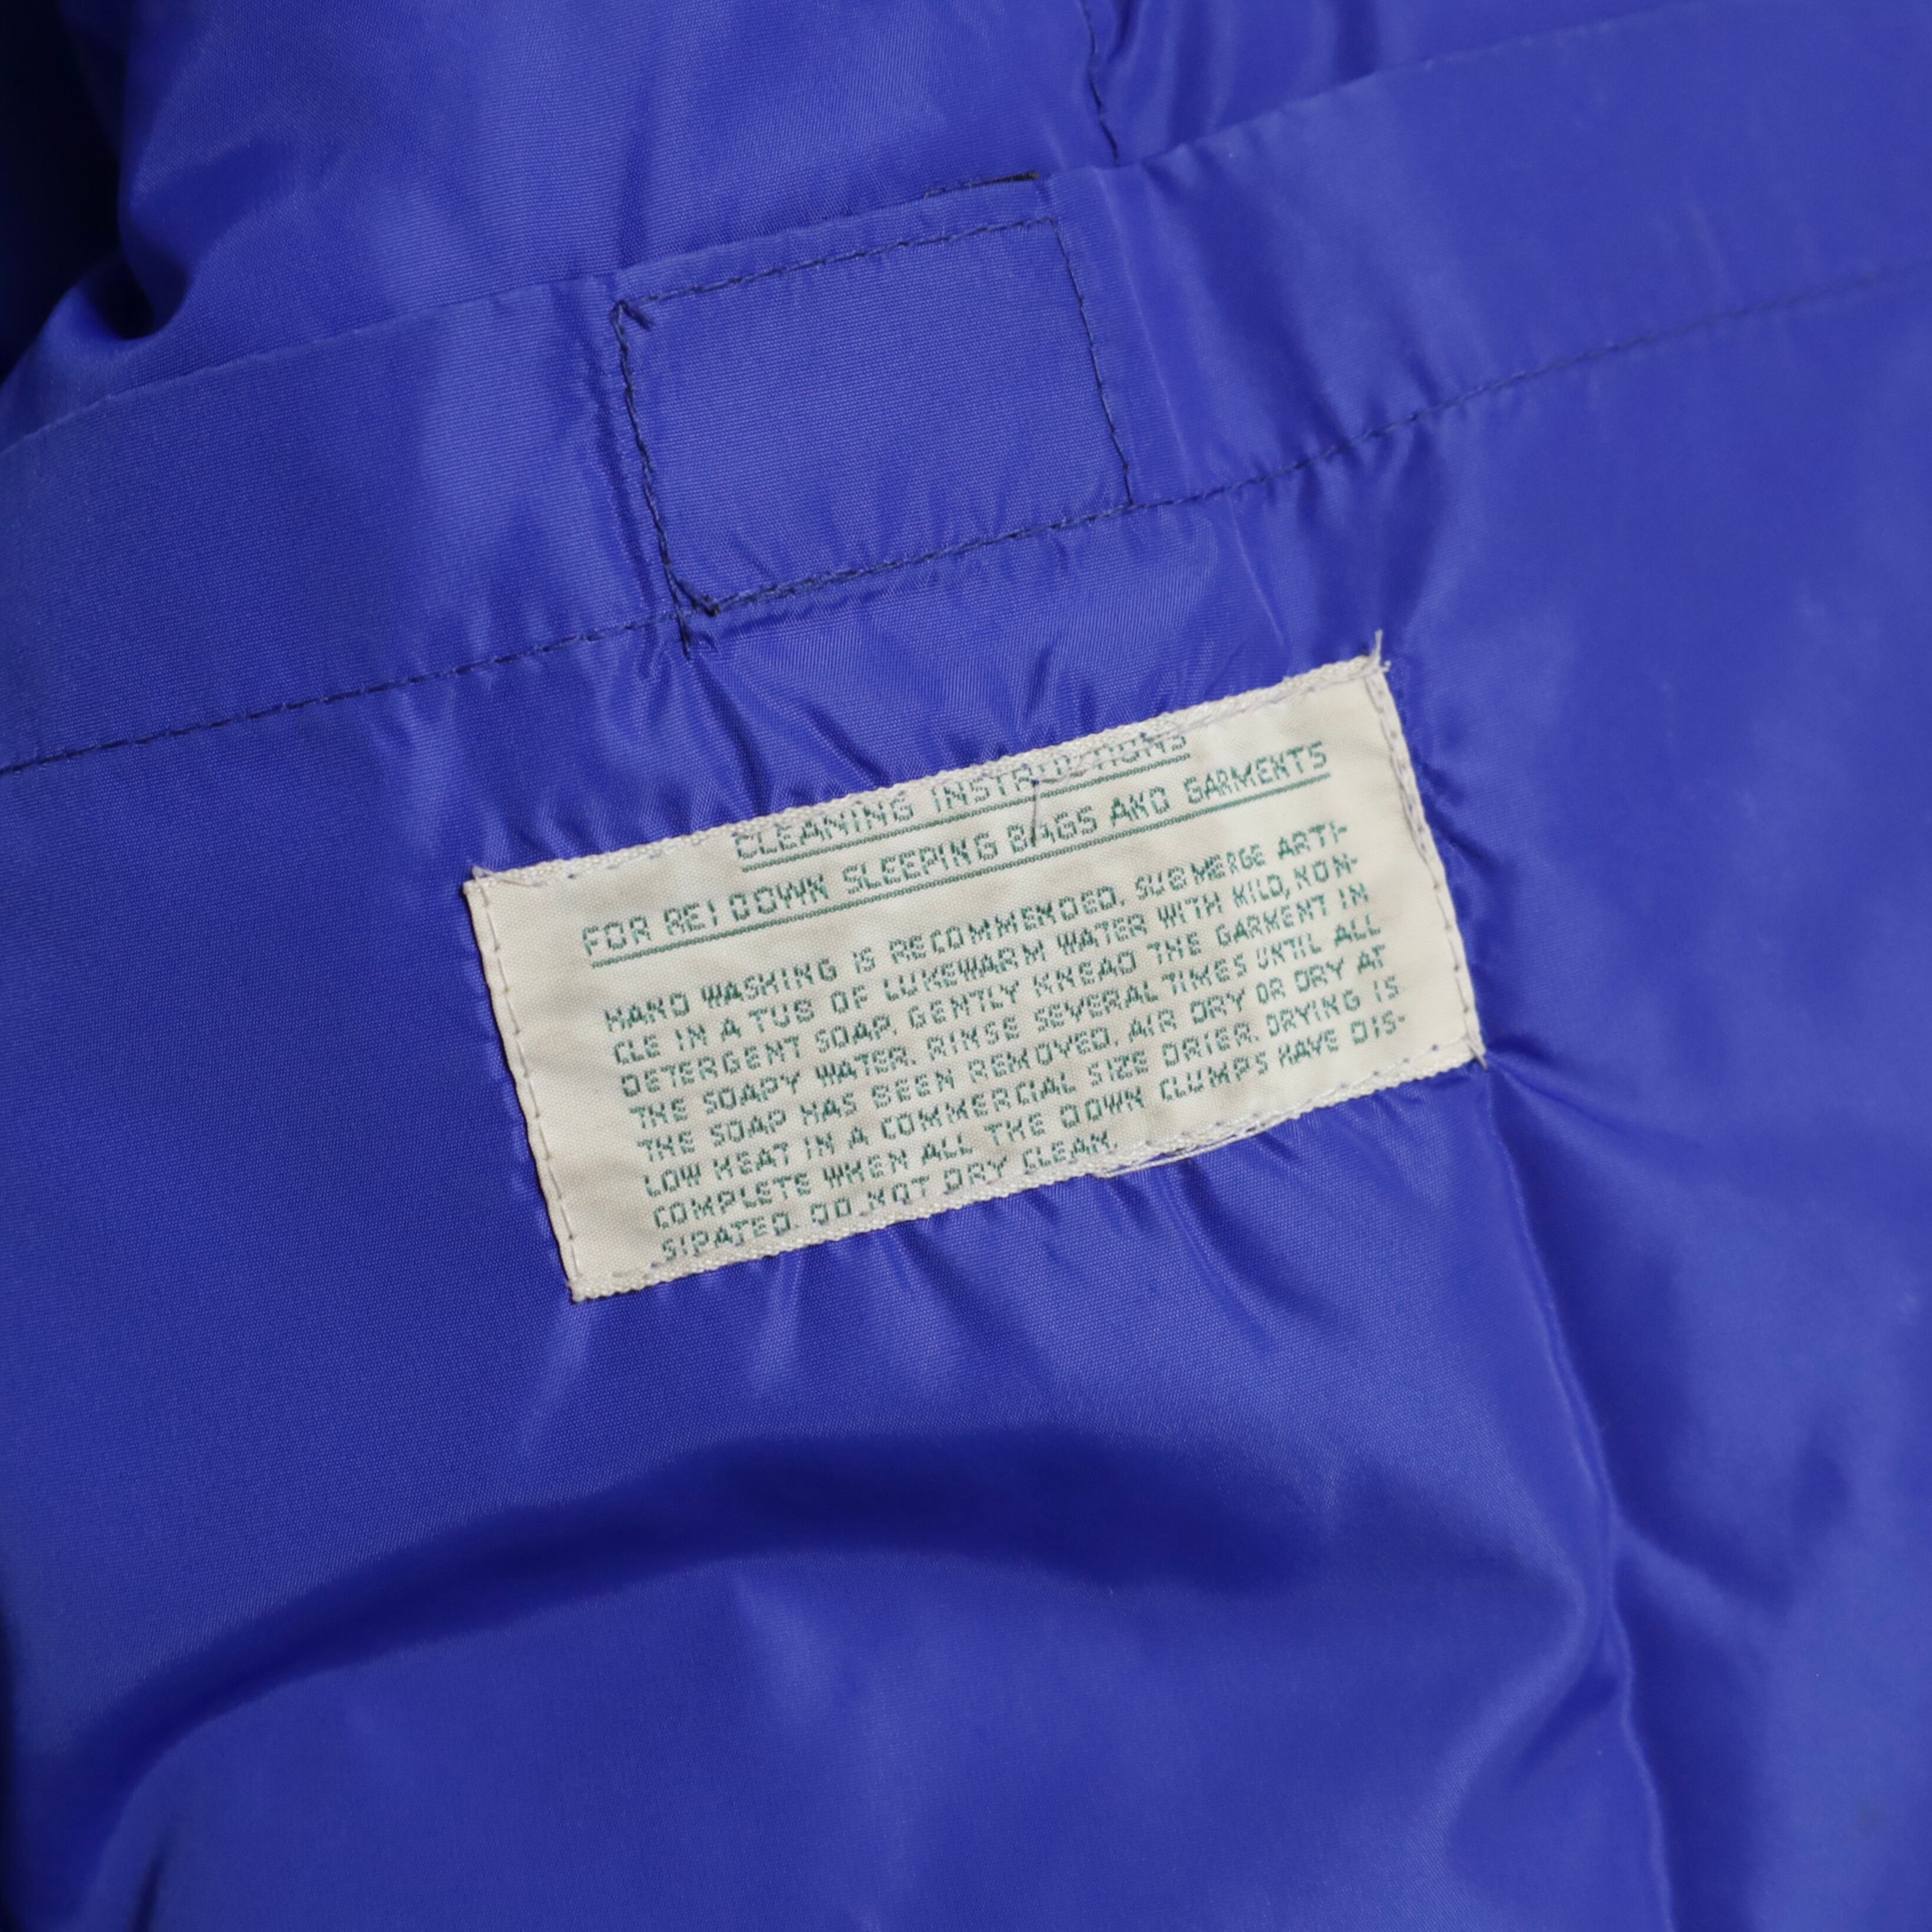 CLEANING INSTRUCTIONS
FOR REI DOWN SLEEPING BAGS AND GARMENTS
HAND WASHING IS RECOMMENDED. SUBMERGE ARTI-
CLE IN A TUB OF LUKEWARM WATER WITH MILD, NON-
DETERGENT SOAP. GENTLY KNEAD THE GARMENT IN
THE SOAPY WATER. RINSE SEVERAL TIMES UNTIL ALL
THE SOAP HAS BEEN REMOVED. AIR DRY OR DRY AT
LOW HEAT IN A COMMERCIAL SIZE DRIER. DRYING IS
COMPLETE WHEN ALL THE DOWN CLUMPS HAVE DIS-
SIPATED. DO NOT DRY CLEAN.